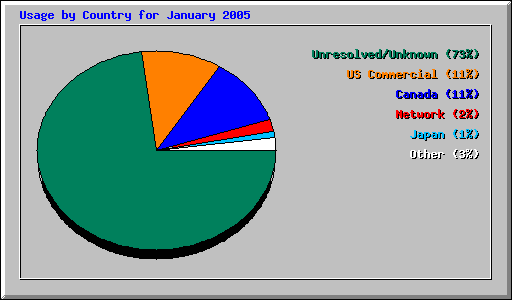 Usage by Country for January 2005
Unresolved/Unknown (73%)
US Commercial (11%)
Canada (11%)
Network (2%)
Japan (1%)
Other (3%)